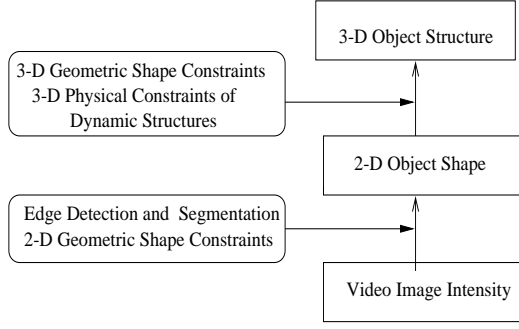 3-D Object Structure
3-D Geometric Shape Constraints
3-D Physical Constraints of
Dynamic Structures
2-D Object Shape
Edge Detection and Segmentation
2-D Geometric Shape Constraints
Video Image Intensity